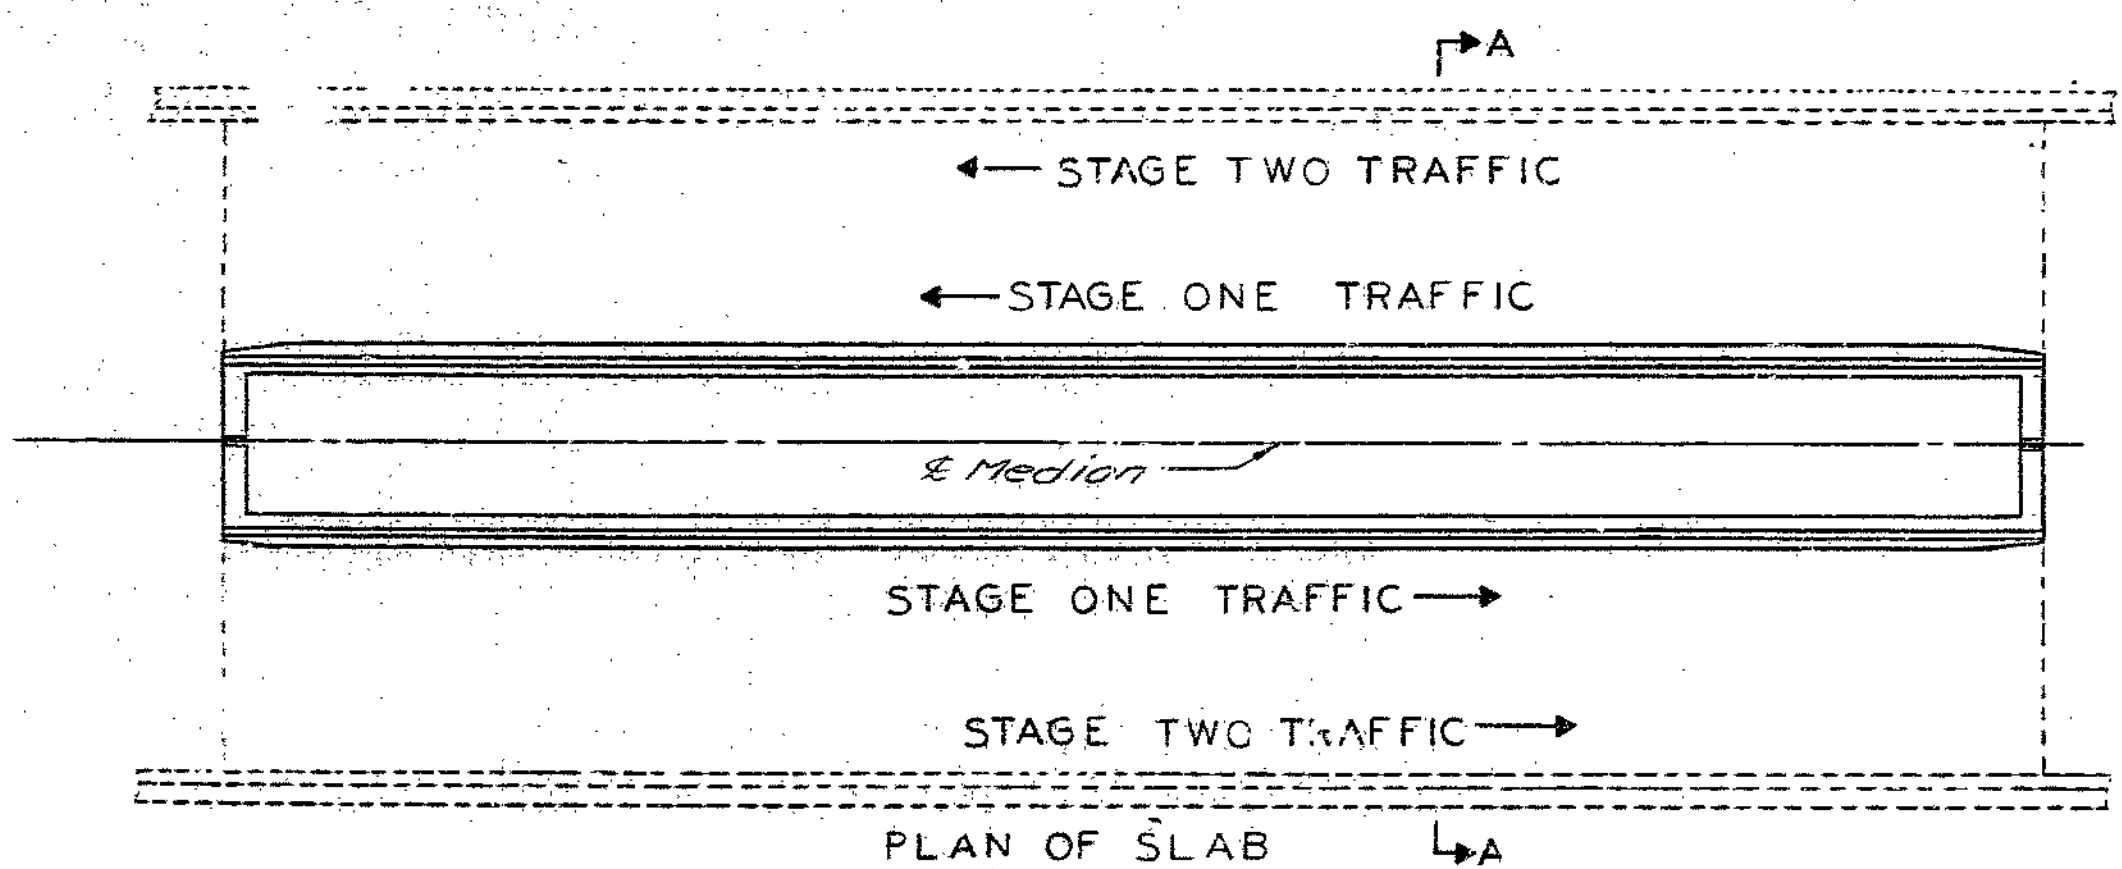 A
STAGE TWO TRAFFIC
STAGE ONE TRAFFIC
℄ Median
STAGE ONE TRAFFIC
STAGE TWO TRAFFIC
PLAN OF SLAB
A